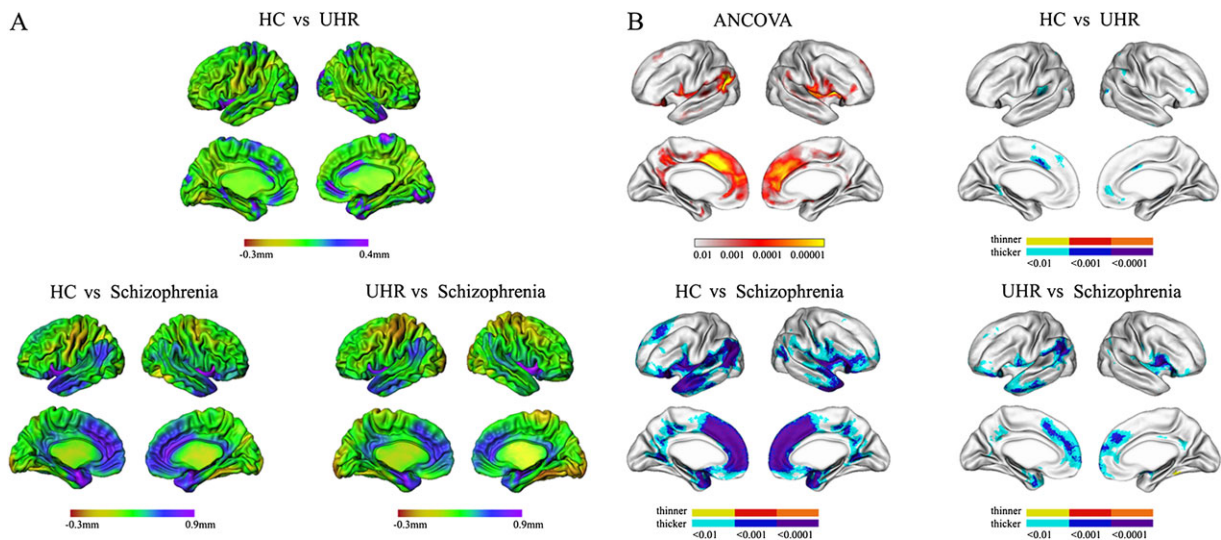 A
HC vs UHR
-0.3mm 0.4mm
HC vs Schizophrenia
UHR vs Schizophrenia
-0.3mm 0.9mm
-0.3mm 0.9mm
B
ANCOVA
HC vs UHR
0.01 0.001 0.0001 0.00001
thinner
thicker
<0.01 <0.001 <0.0001
HC vs Schizophrenia
UHR vs Schizophrenia
thinner
thicker
<0.01 <0.001 <0.0001
thinner
thicker
<0.01 <0.001 <0.0001